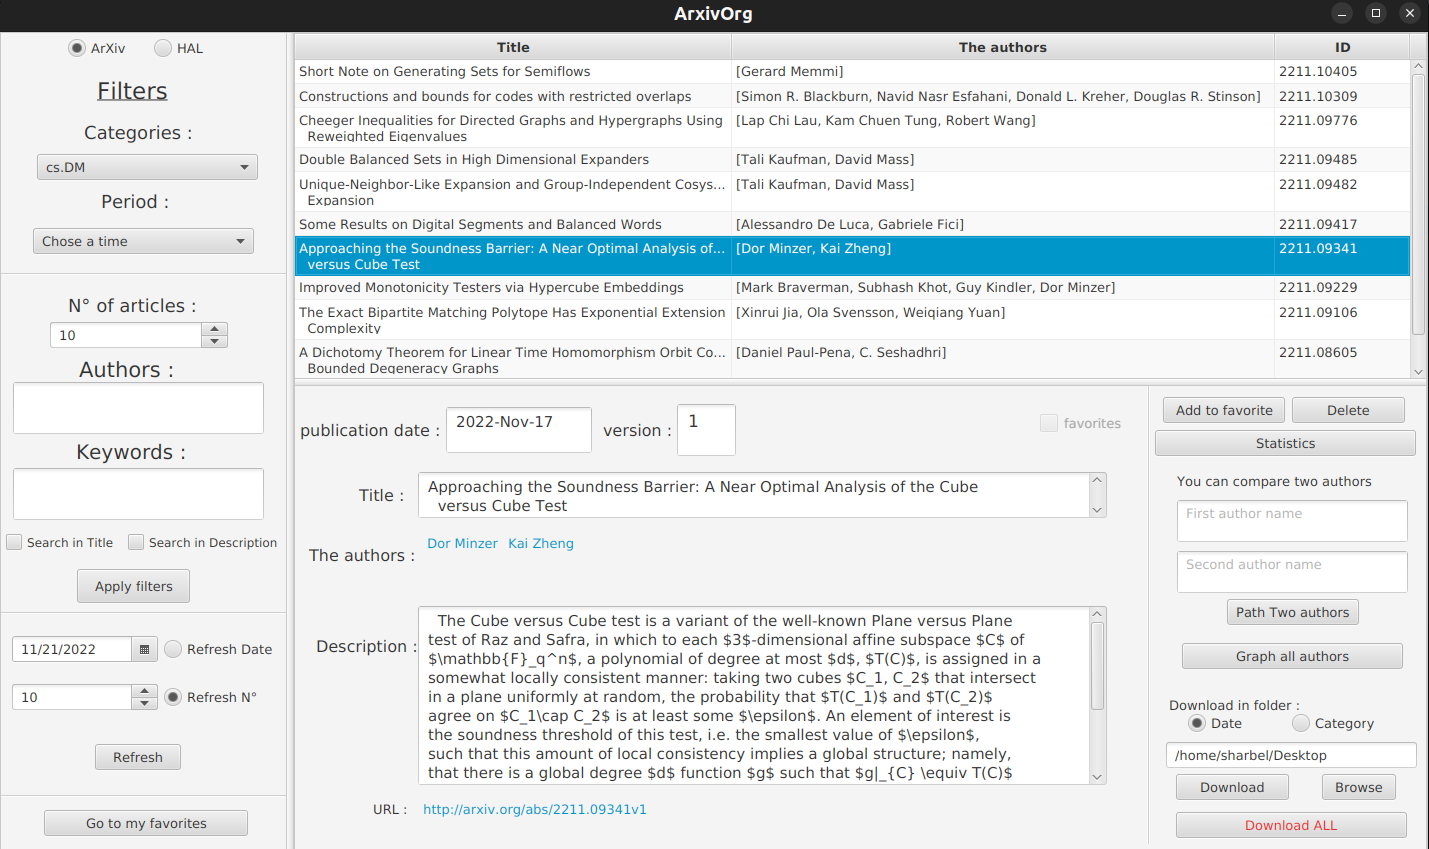 ArxivOrg
ArXiv
HAL
Filters
Categories :
cs.DM
Period :
Chose a time
N° of articles :
10
Authors :
Keywords :
Search in Title
Search in Description
Apply filters
11/21/2022
Refresh Date
10
Refresh N°
Refresh
Go to my favorites
Title The authors ID
Short Note on Generating Sets for Semiflows [Gerard Memmi] 2211.10405
Constructions and bounds for codes with restricted overlaps [Simon R. Blackburn, Navid Nasr Esfahani, Donald L. Kreher, Douglas R. Stinson] 2211.10309
Cheeger Inequalities for Directed Graphs and Hypergraphs Using [Lap Chi Lau, Kam Chuen Tung, Robert Wang] 2211.09776
Reweighted Eigenvalues
Double Balanced Sets in High Dimensional Expanders [Tali Kaufman, David Mass] 2211.09485
Unique-Neighbor-Like Expansion and Group-Independent Cosys... [Tali Kaufman, David Mass] 2211.09482
Expansion
Some Results on Digital Segments and Balanced Words [Alessandro De Luca, Gabriele Fici] 2211.09417
Approaching the Soundness Barrier: A Near Optimal Analysis of... [Dor Minzer, Kai Zheng] 2211.09341
versus Cube Test
Improved Monotonicity Testers via Hypercube Embeddings [Mark Braverman, Subhash Khot, Guy Kindler, Dor Minzer] 2211.09229
The Exact Bipartite Matching Polytope Has Exponential Extension [Xinrui Jia, Ola Svensson, Weiqiang Yuan] 2211.09106
Complexity
A Dichotomy Theorem for Linear Time Homomorphism Orbit Co... [Daniel Paul-Pena, C. Seshadhri] 2211.08605
Bounded Degeneracy Graphs
publication date : 2022-Nov-17 version : 1
favorites
Title : Approaching the Soundness Barrier: A Near Optimal Analysis of the Cube
versus Cube Test
The authors : Dor Minzer Kai Zheng
Description :
The Cube versus Cube test is a variant of the well-known Plane versus Plane
test of Raz and Safra, in which to each $3$-dimensional affine subspace $C$ of
$\mathbb{F}_q^n$, a polynomial of degree at most $d$, $T(C)$, is assigned in a
somewhat locally consistent manner: taking two cubes $C_1, C_2$ that intersect
in a plane uniformly at random, the probability that $T(C_1)$ and $T(C_2)$
agree on $C_1\cap C_2$ is at least some $\epsilon$. An element of interest is
the soundness threshold of this test, i.e. the smallest value of $\epsilon$,
such that this amount of local consistency implies a global structure; namely,
that there is a global degree $d$ function $g$ such that $g|_{C} \equiv T(C)$
URL : http://arxiv.org/abs/2211.09341v1
Add to favorite
Delete
Statistics
You can compare two authors
First author name
Second author name
Path Two authors
Graph all authors
Download in folder :
Date
Category
/home/sharbel/Desktop
Download
Browse
Download ALL